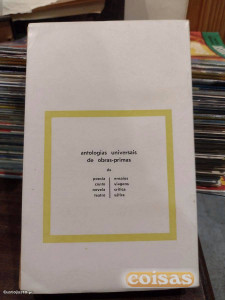 antologias universais
de obras-primas
de
poesia ensaios
conto viagens
novela crítica
teatro sátira
coisas